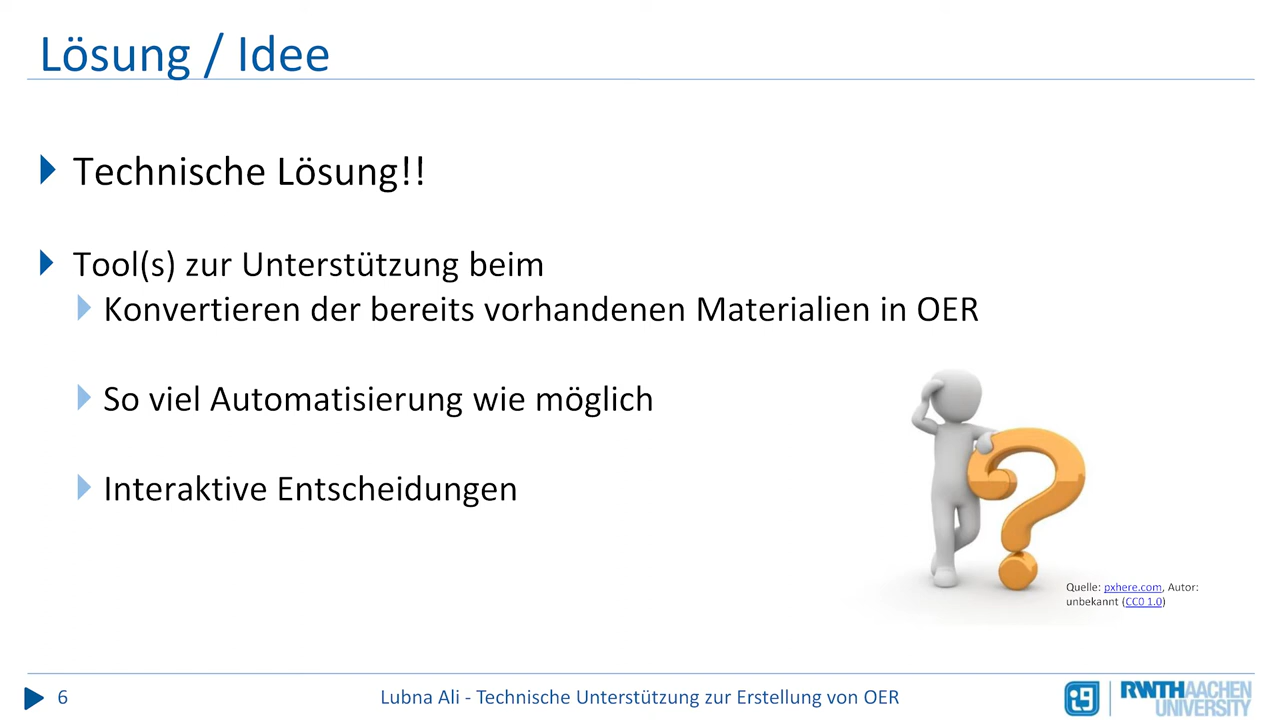 Lösung / Idee
Technische Lösung!!
Tool(s) zur Unterstützung beim
Konvertieren der bereits vorhandenen Materialien in OER
So viel Automatisierung wie möglich
Interaktive Entscheidungen
Quelle: pxhere.com, Autor:
unbekannt (CC0 1.0)
6
Lubna Ali - Technische Unterstützung zur Erstellung von OER
RWTHAACHEN
UNIVERSITY